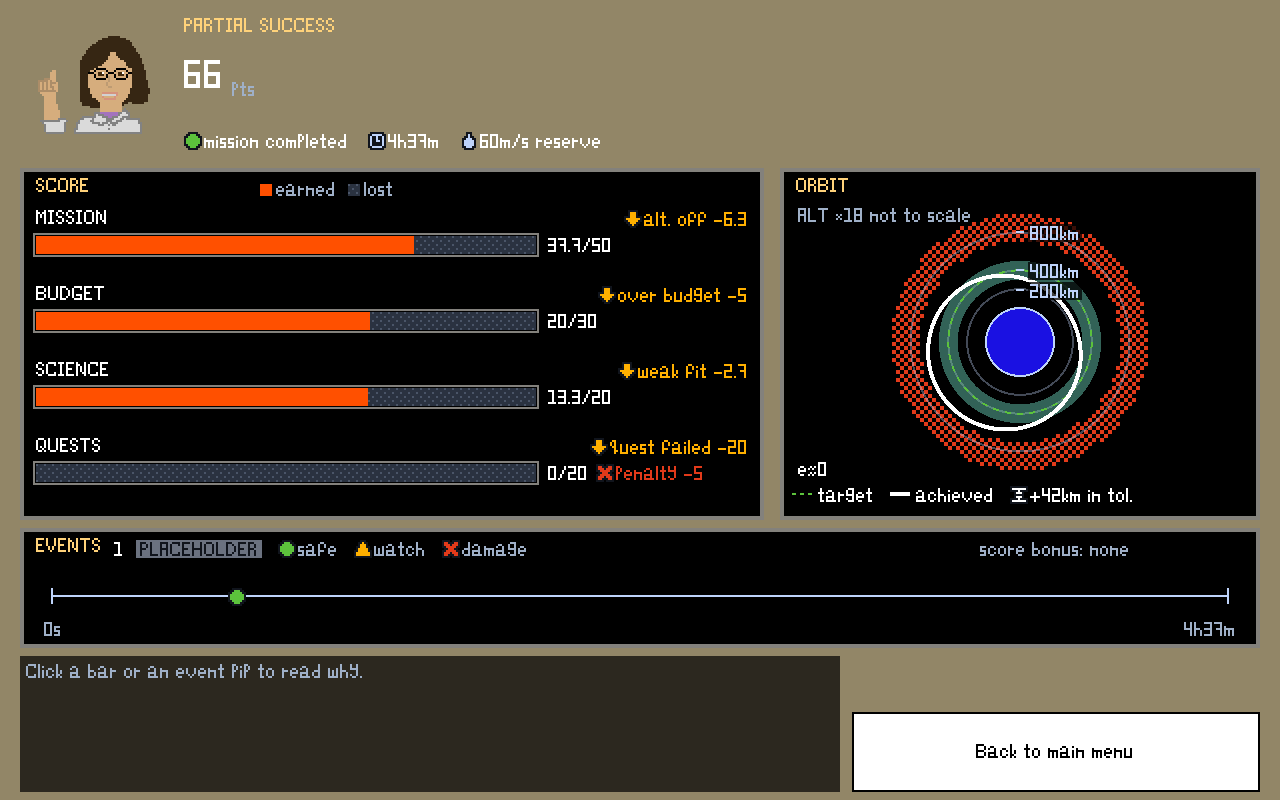 PARTIAL SUCCESS
66 Pts
mission completed 4h37m 60m/s reserve
SCORE earned lost
MISSION alt. off -6.3
37.7/50
BUDGET over budget -5
20/30
SCIENCE weak fit -2.7
13.3/20
QUESTS quest failed -20
0/20 Penalty -5
ORBIT
ALT ×18 not to scale
800km
400km
200km
e≈0
target achieved +42km in tol.
EVENTS 1 PLACEHOLDER safe watch damage score bonus: none
0s 4h37m
Click a bar or an event pip to read why.
Back to main menu